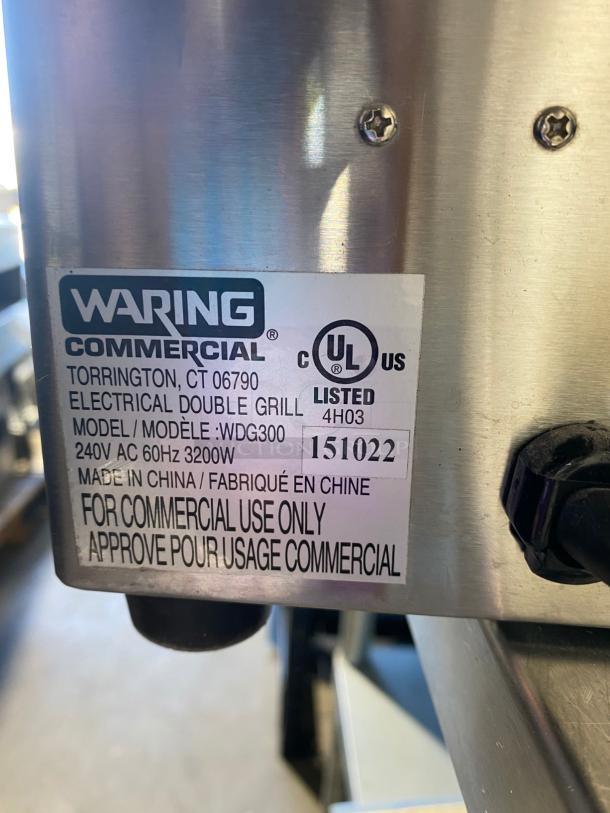 WARING ®
COMMERCIAL
TORRINGTON, CT 06790
ELECTRICAL DOUBLE GRILL
MODEL / MODÈLE :WDG300
240V AC 60Hz 3200W
MADE IN CHINA / FABRIQUÉ EN CHINE
FOR COMMERCIAL USE ONLY
APPROVE POUR USAGE COMMERCIAL
C UL ® US
LISTED
4H03
151022